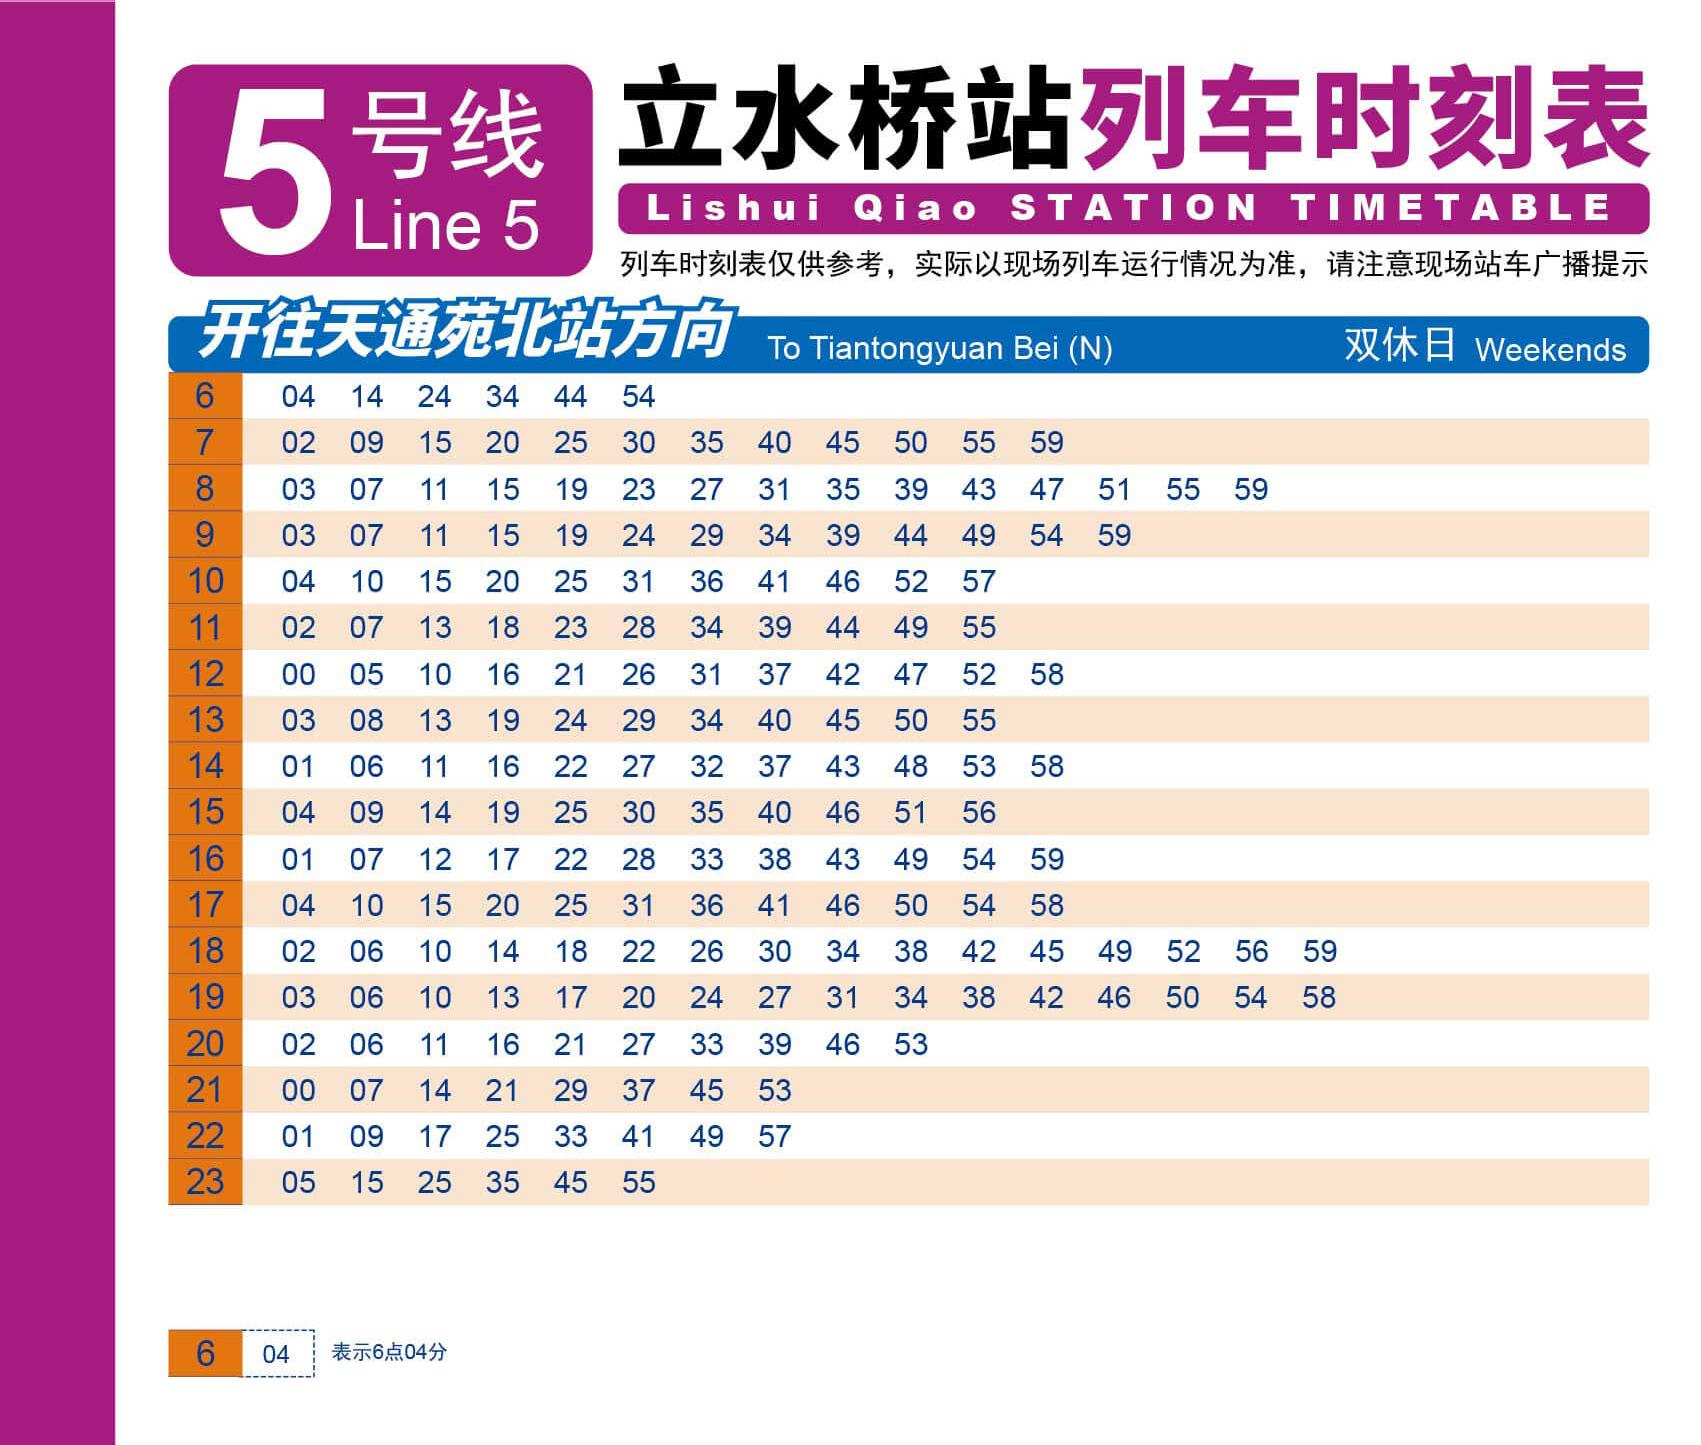 5号线
Line 5
立水桥站列车时刻表
Lishui Qiao STATION TIMETABLE
列车时刻表仅供参考，实际以现场列车运行情况为准，请注意现场站车广播提示
开往天通苑北站方向 To Tiantongyuan Bei (N) 双休日 Weekends
6 04 14 24 34 44 54
7 02 09 15 20 25 30 35 40 45 50 55 59
8 03 07 11 15 19 23 27 31 35 39 43 47 51 55 59
9 03 07 11 15 19 24 29 34 39 44 49 54 59
10 04 10 15 20 25 31 36 41 46 52 57
11 02 07 13 18 23 28 34 39 44 49 55
12 00 05 10 16 21 26 31 37 42 47 52 58
13 03 08 13 19 24 29 34 40 45 50 55
14 01 06 11 16 22 27 32 37 43 48 53 58
15 04 09 14 19 25 30 35 40 46 51 56
16 01 07 12 17 22 28 33 38 43 49 54 59
17 04 10 15 20 25 31 36 41 46 50 54 58
18 02 06 10 14 18 22 26 30 34 38 42 45 49 52 56 59
19 03 06 10 13 17 20 24 27 31 34 38 42 46 50 54 58
20 02 06 11 16 21 27 33 39 46 53
21 00 07 14 21 29 37 45 53
22 01 09 17 25 33 41 49 57
23 05 15 25 35 45 55
6 04 表示6点04分